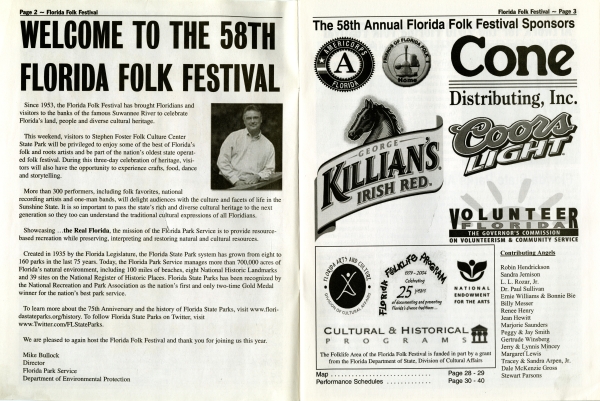 Page 2 ~ Florida Folk Festival
WELCOME TO THE 58TH
FLORIDA FOLK FESTIVAL
Since 1953, the Florida Folk Festival has brought Floridians and
visitors to the banks of the famous Suwannee River to celebrate
Florida's land, people and diverse cultural heritage.
This weekend, visitors to Stephen Foster Folk Culture Center
State Park will be privileged to enjoy some of the best of Florida's
folk and roots artists and be part of the nation's oldest state operat-
ed folk festival. During this three-day celebration of heritage, visi-
tors will also have the opportunity to experience crafts, food, dance
and storytelling.
More than 300 performers, including folk favorites, national
recording artists and one-man bands, will delight audiences with the culture and facets of life in the
Sunshine State. It is so important to pass the state's rich and diverse cultural heritage to the next
generation so they too can understand the traditional cultural expressions of all Floridians.
Showcasing ...the Real Florida, the mission of the Florida Park Service is to provide resource-
based recreation while preserving, interpreting and restoring natural and cultural resources.
Created in 1935 by the Florida Legislature, the Florida State Park system has grown from eight to
160 parks in the last 75 years. Today, the Florida Park Service manages more than 700,000 acres of
Florida's natural environment, including 100 miles of beaches, eight National Historic Landmarks
and 39 sites on the National Register of Historic Places. Florida State Parks has been recognized by
the National Recreation and Park Association as the nation's first and only two-time Gold Medal
winner for the nation's best park service.
To learn more about the 75th Anniversary and the history of Florida State Parks, visit www.flori-
dastateparks.org/history. To follow Florida State Parks on Twitter, visit
www.Twitter.com/FLStateParks.
We are pleased to again host the Florida Folk Festival and thank you for joining us this year.
Mike Bullock
Director
Florida Park Service
Department of Environmental Protection
Florida Folk Festival ~ Page 3
The 58th Annual Florida Folk Festival Sponsors
AMERICORPS
A
FLORIDA
FRIENDS OF FLORIDA FOLK
Home
Cone
Distributing, Inc.
GEORGE
KILLIAN'S
IRISH RED.
Coors
LIGHT
VOLUNTEER
FLORIDA
THE GOVERNOR'S COMMISSION
ON VOLUNTEERISM & COMMUNITY SERVICE
FLORIDA ARTS AND CULTURE
DIVISION OF CULTURAL AFFAIRS
FLORIDA FOLKLIFE PROGRAM
1979 - 2004
Celebrating
25 years
of documenting and presenting
Florida's diverse traditions...
NATIONAL
ENDOWMENT
FOR THE ARTS
CULTURAL & HISTORICAL
PROGRAMS
The Folklife Area of the Florida Folk Festival is funded in part by a grant
from the Florida Department of State, Division of Cultural Affairs
Map Page 28 - 29
Performance Schedules Page 30 - 40
Contributing Angels
Robin Hendrickson
Sandra Jemison
L. L. Rozar, Jr.
Dr. Paul Sullivan
Ernie Williams & Bonnie Bie
Billy Messer
Renee Henry
Jean Hewitt
Marjorie Saunders
Peggy & Jay Smith
Gertrude Winsberg
Jerry & Lynnis Mincey
Margaret Lewis
Tracey & Sandra Arpen, Jr.
Dale McKenzie Gross
Stewart Parsons